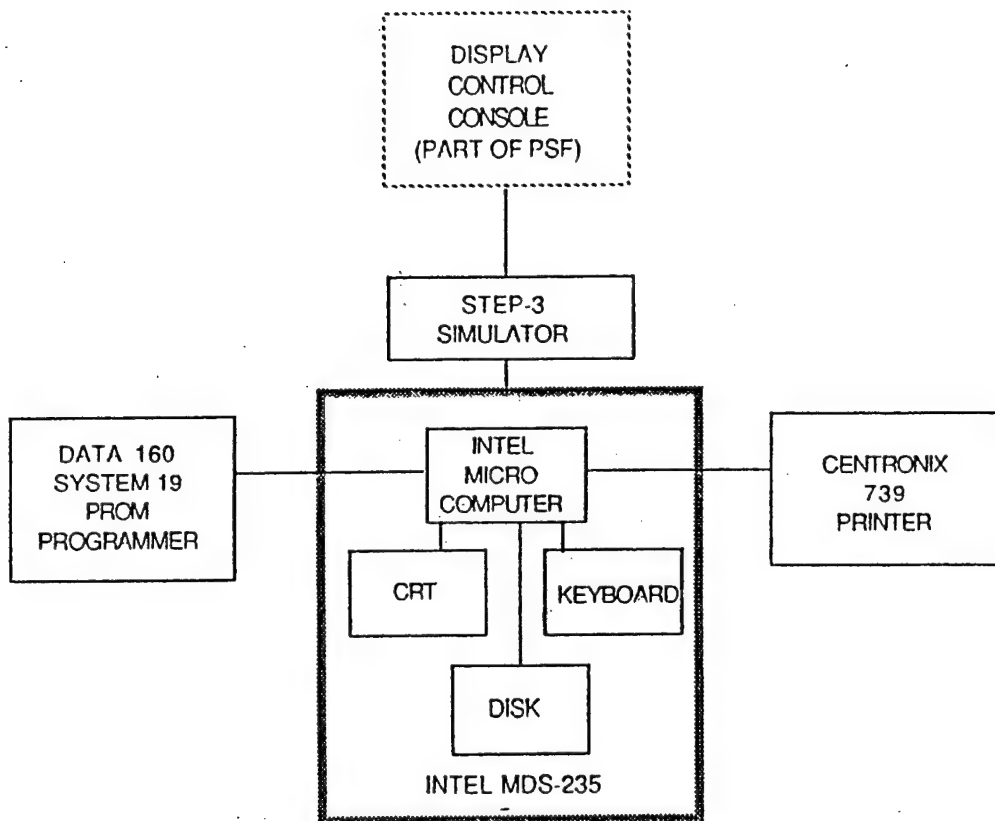 DISPLAY
CONTROL
CONSOLE
(PART OF PSF)
STEP-3
SIMULATOR
DATA 160
SYSTEM 19
PROM
PROGRAMMER
INTEL
MICRO
COMPUTER
CENTRONIX
739
PRINTER
CRT
KEYBOARD
DISK
INTEL MDS-235